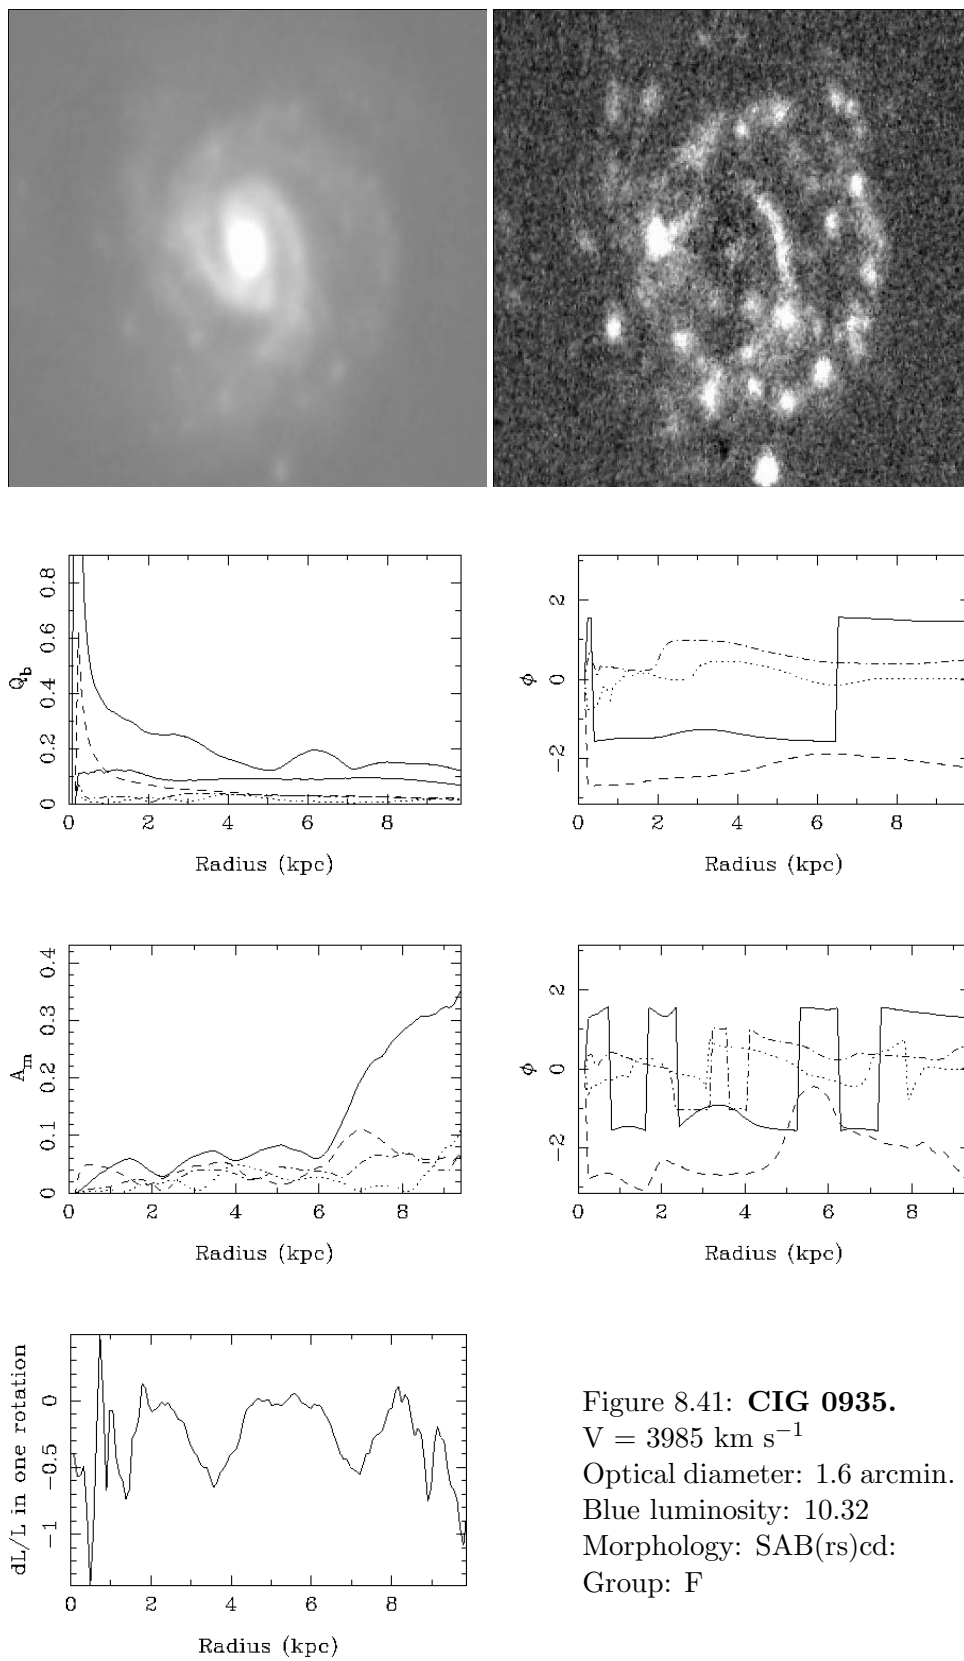 0.8
0.6
0.4
0.2
0
Q_b
0 2 4 6 8
Radius (kpc)
2
0
−2
ϕ
0 2 4 6 8
Radius (kpc)
0.4
0.3
0.2
0.1
0
A_m
0 2 4 6 8
Radius (kpc)
2
0
−2
ϕ
0 2 4 6 8
Radius (kpc)
0
−0.5
−1
dL/L in one rotation
0 2 4 6 8
Radius (kpc)
Figure 8.41: CIG 0935.
V = 3985 km s⁻¹
Optical diameter: 1.6 arcmin.
Blue luminosity: 10.32
Morphology: SAB(rs)cd:
Group: F